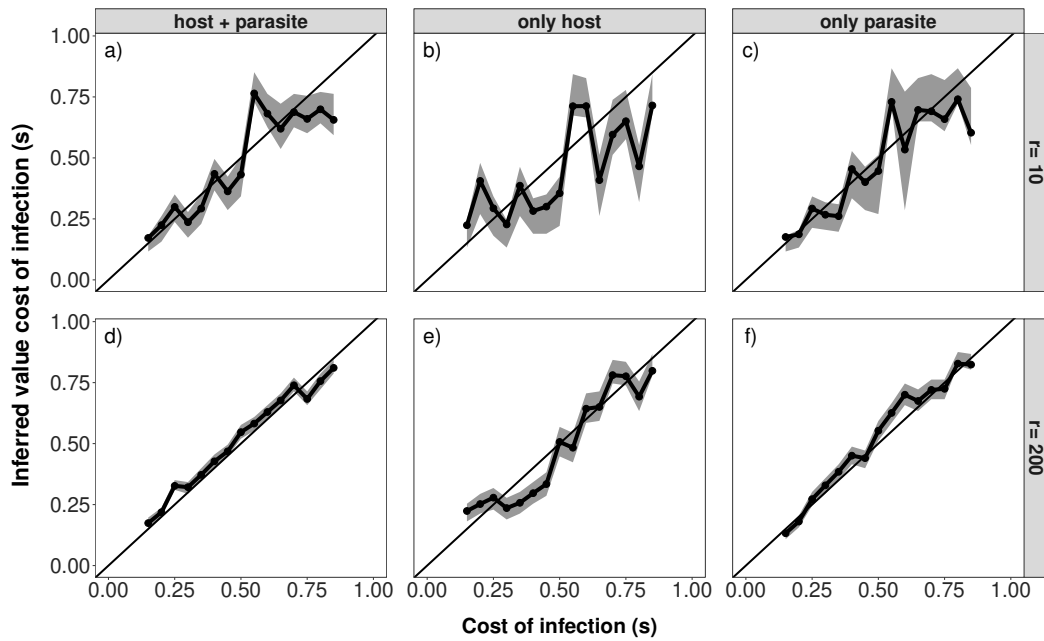 host + parasite
only host
only parasite
1.00
0.75
0.50
0.25
0.00
a)
b)
c)
r= 10
1.00
0.75
0.50
0.25
0.00
d)
e)
f)
r= 200
Inferred value cost of infection (s)
0.00 0.25 0.50 0.75 1.00
0.00 0.25 0.50 0.75 1.00
0.00 0.25 0.50 0.75 1.00
Cost of infection (s)